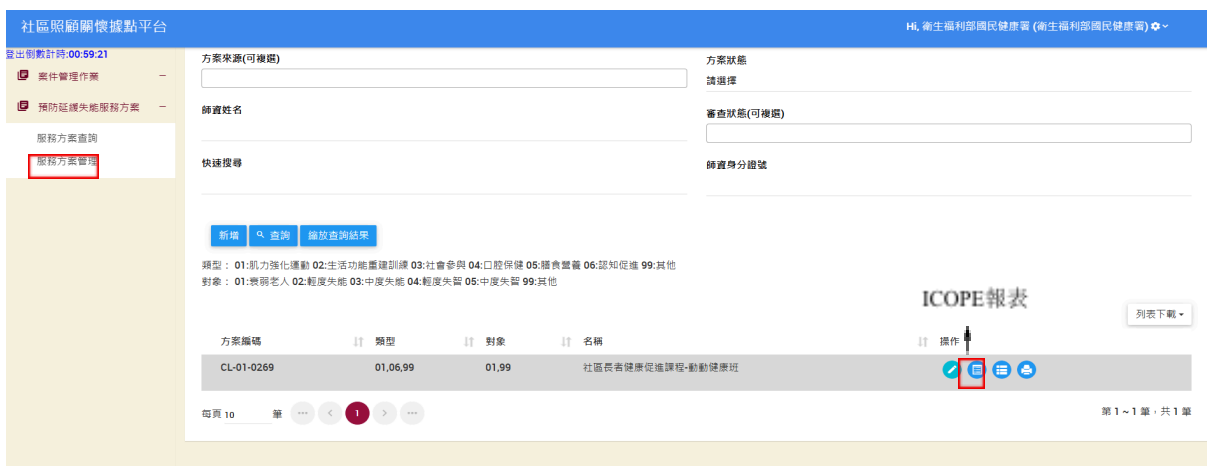 社區照顧關懷據點平台
Hi, 衛生福利部國民健康署 (衛生福利部國民健康署)
登出倒數計時:00:59:21
案件管理作業
預防延緩失能服務方案
服務方案查詢
服務方案管理
方案來源(可複選)
方案狀態
請選擇
師資姓名
審查狀態(可複選)
快速搜尋
師資身分證號
新增 查詢 縮放查詢結果
類型： 01:肌力強化運動 02:生活功能重建訓練 03:社會參與 04:口腔保健 05:膳食營養 06:認知促進 99:其他
對象： 01:衰弱老人 02:輕度失能 03:中度失能 04:輕度失智 05:中度失智 99:其他
ICOPE報表
列表下載
方案編碼 類型 對象 名稱 操作
CL-01-0269 01,06,99 01,99 社區長者健康促進課程-動動健康班
每頁 10 筆 ... < 1 > ... 第 1 ~ 1 筆，共 1 筆